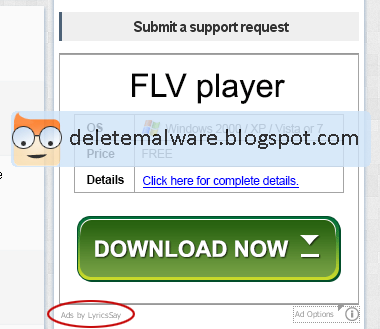 Submit a support request
FLV player
OS Windows 2000 / XP / Vista or 7
deletemalware.blogspot.com
Price FREE
Details Click here for complete details.
DOWNLOAD NOW
Ads by LyricsSay
Ad Options